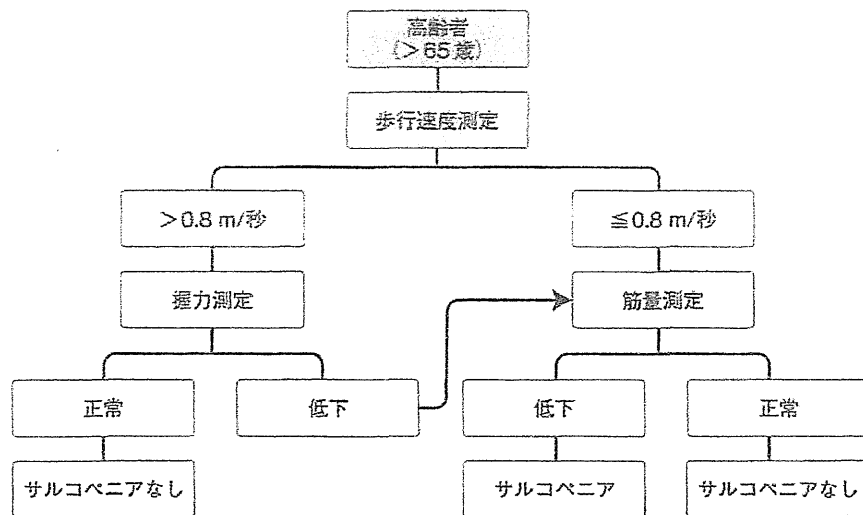 高齢者
(＞65歳)
歩行速度測定
＞0.8 m/秒
≦0.8 m/秒
握力測定
筋量測定
正常
低下
低下
正常
サルコペニアなし
サルコペニア
サルコペニアなし